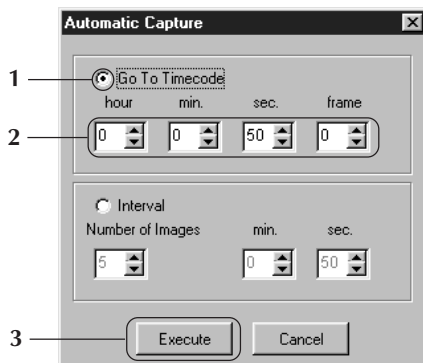 Automatic Capture
1
Go To Timecode
hour min. sec. frame
2
0 0 50 0
Interval
Number of Images min. sec.
5 0 50
3
Execute Cancel